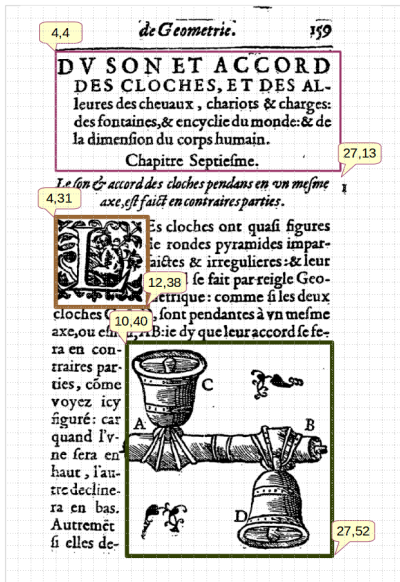 4,4
de Geometrie. 159
DV SON ET ACCORD
DES CLOCHES, ET DES AL-
leures des cheuaux, chariots & charges:
des fontaines,& encyclie du monde:& de
la dimenſion du corps humain.
Chapitre Septieſme.
27,13
Le ſon & accord des cloches pendans en vn meſme
axe,eſt faict en contraires parties.
4,31
L
Es cloches ont quaſi figures
de rondes pyramides impar-
faictes & irregulieres:& leur
ſe fait par reigle Geo-
metrique: comme ſi les deux
12,38
cloches ſont pendantes à vn meſme
10,40
axe,ou AB:ie dy que leur accord ſe fe-
ra en con-
traires par-
ties, cōme
voyez icy
figuré: car
quand l'v-
ne ſera en
haut, l'au-
tre decline-
ra en bas.
Autremēt
ſi elles de-
C
A
B
D
27,52